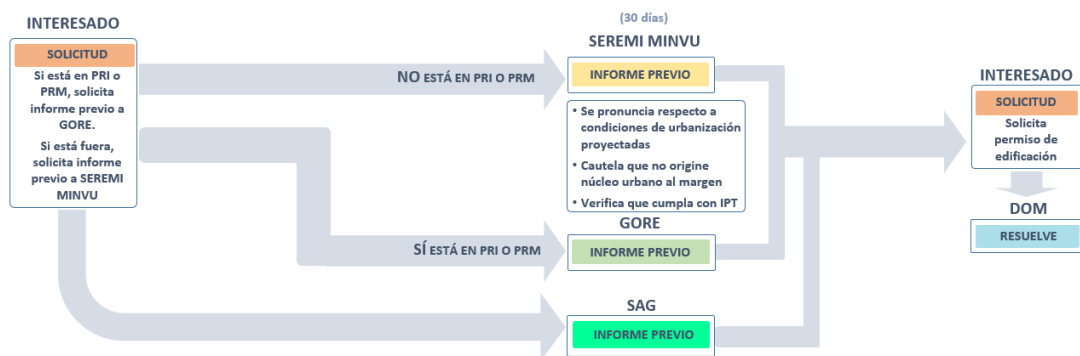 INTERESADO
SOLICITUD
Si está en PRI o
PRM, solicita
informe previo a
GORE.
Si está fuera,
solicita informe
previo a SEREMI
MINVU
NO ESTÁ EN PRI O PRM
SÍ ESTÁ EN PRI O PRM
(30 días)
SEREMI MINVU
INFORME PREVIO
• Se pronuncia respecto a
condiciones de urbanización
proyectadas
• Cautela que no origine
núcleo urbano al margen
• Verifica que cumpla con IPT
GORE
INFORME PREVIO
SAG
INFORME PREVIO
INTERESADO
SOLICITUD
Solicita
permiso de
edificación
DOM
RESUELVE